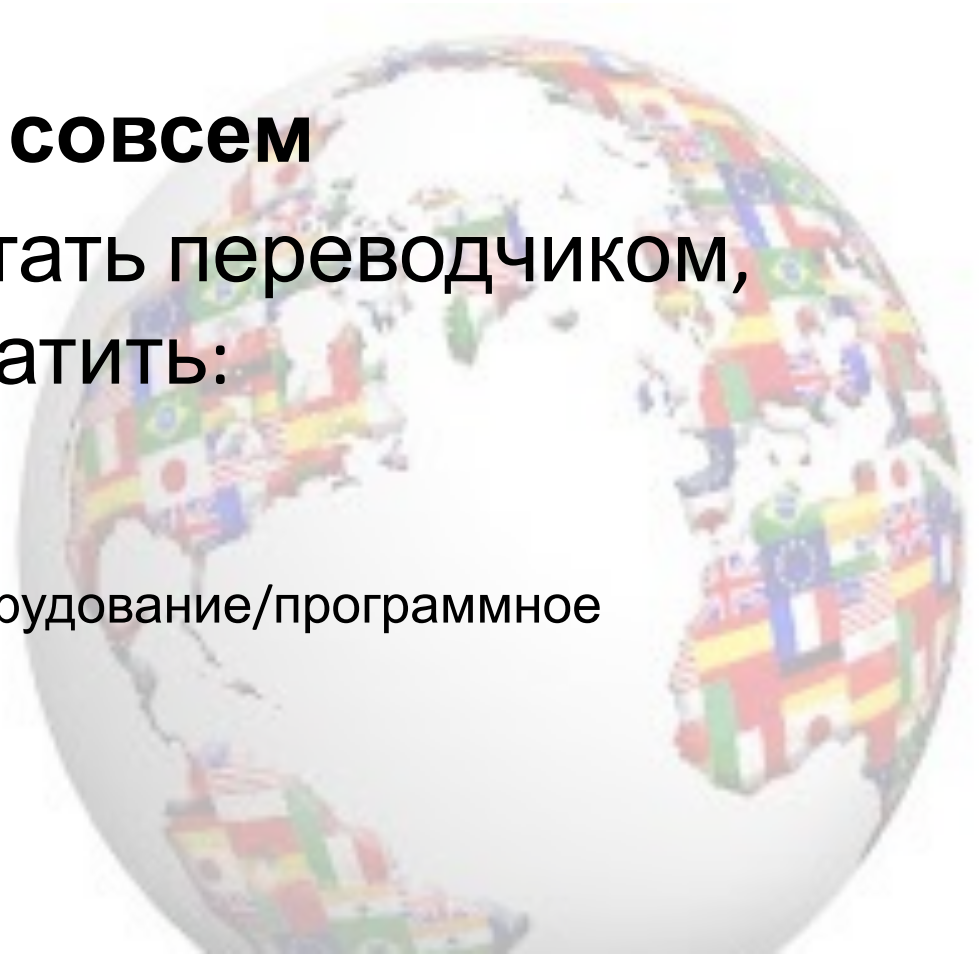 совсем
тать переводчиком,
атить:
рудование/программное